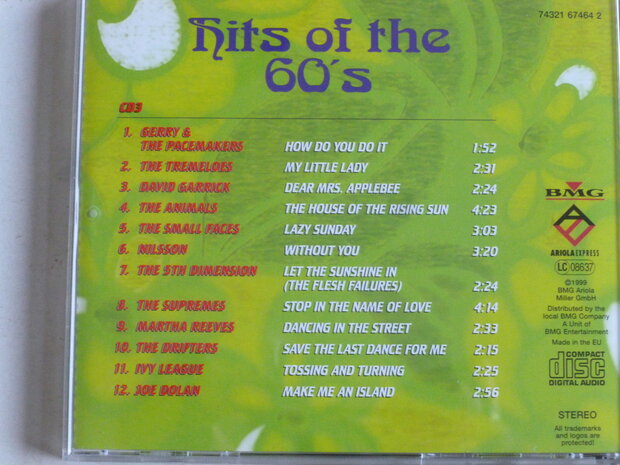 74321 67464 2
Hits of the
60's
CD3
1. GERRY &
THE PACEMAKERS HOW DO YOU DO IT 1:52
2. THE TREMELOES MY LITTLE LADY 2:31
3. DAVID GARRICK DEAR MRS. APPLEBEE 2:24
4. THE ANIMALS THE HOUSE OF THE RISING SUN 4:23
5. THE SMALL FACES LAZY SUNDAY 3:03
6. NILSSON WITHOUT YOU 3:20
7. THE 5TH DIMENSION LET THE SUNSHINE IN
(THE FLESH FAILURES) 2:24
8. THE SUPREMES STOP IN THE NAME OF LOVE 4:14
9. MARTHA REEVES DANCING IN THE STREET 2:33
10. THE DRIFTERS SAVE THE LAST DANCE FOR ME 2:15
11. IVY LEAGUE TOSSING AND TURNING 2:25
12. JOE DOLAN MAKE ME AN ISLAND 2:56
BMG
ARIOLA EXPRESS
LC 08637
©1999
BMG Ariola
Miller GmbH
Distributed by the
local BMG Company
A Unit of
BMG Entertainment
Made in the EU
COMPACT
disc
DIGITAL AUDIO
STEREO
All trademarks
and logos are
protected!